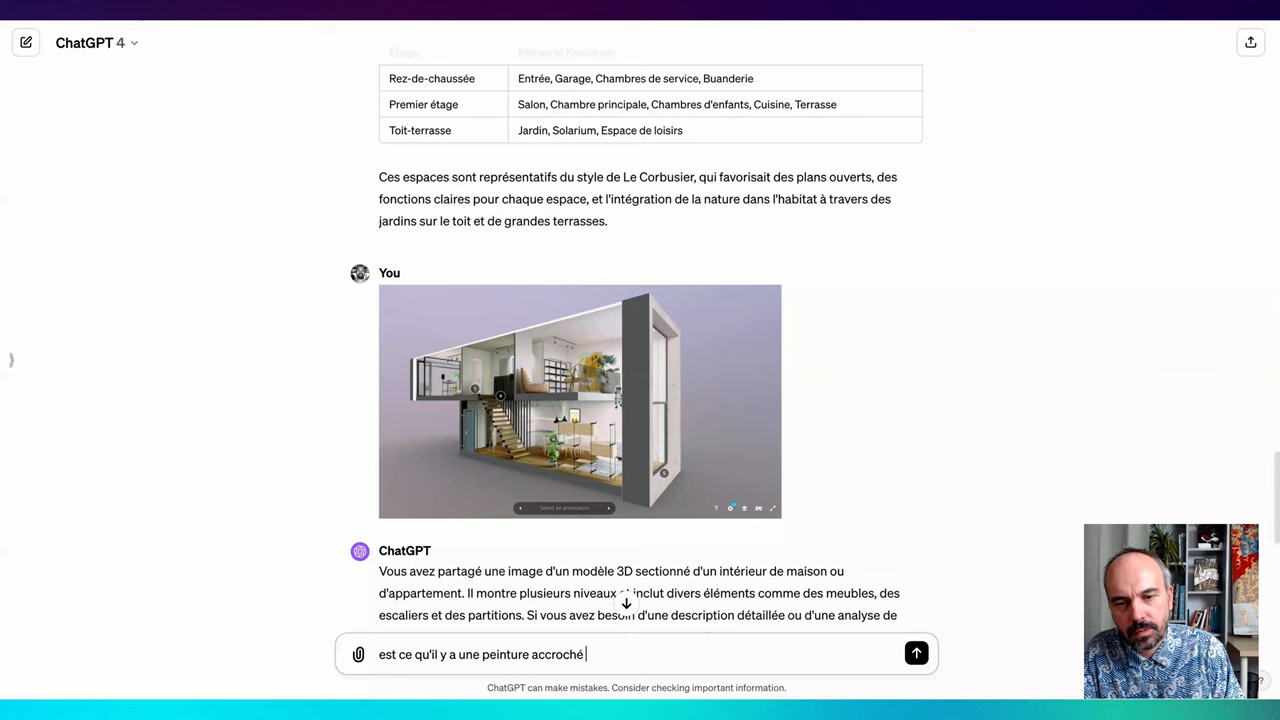 ChatGPT 4
Étage Pièces et Fonctions
Rez-de-chaussée Entrée, Garage, Chambres de service, Buanderie
Premier étage Salon, Chambre principale, Chambres d'enfants, Cuisine, Terrasse
Toit-terrasse Jardin, Solarium, Espace de loisirs
Ces espaces sont représentatifs du style de Le Corbusier, qui favorisait des plans ouverts, des
fonctions claires pour chaque espace, et l'intégration de la nature dans l'habitat à travers des
jardins sur le toit et de grandes terrasses.
You
Select an annotation
ChatGPT
Vous avez partagé une image d'un modèle 3D sectionné d'un intérieur de maison ou
d'appartement. Il montre plusieurs niveaux et inclut divers éléments comme des meubles, des
escaliers et des partitions. Si vous avez besoin d'une description détaillée ou d'une analyse de
est ce qu'il y a une peinture accroché
ChatGPT can make mistakes. Consider checking important information.
?